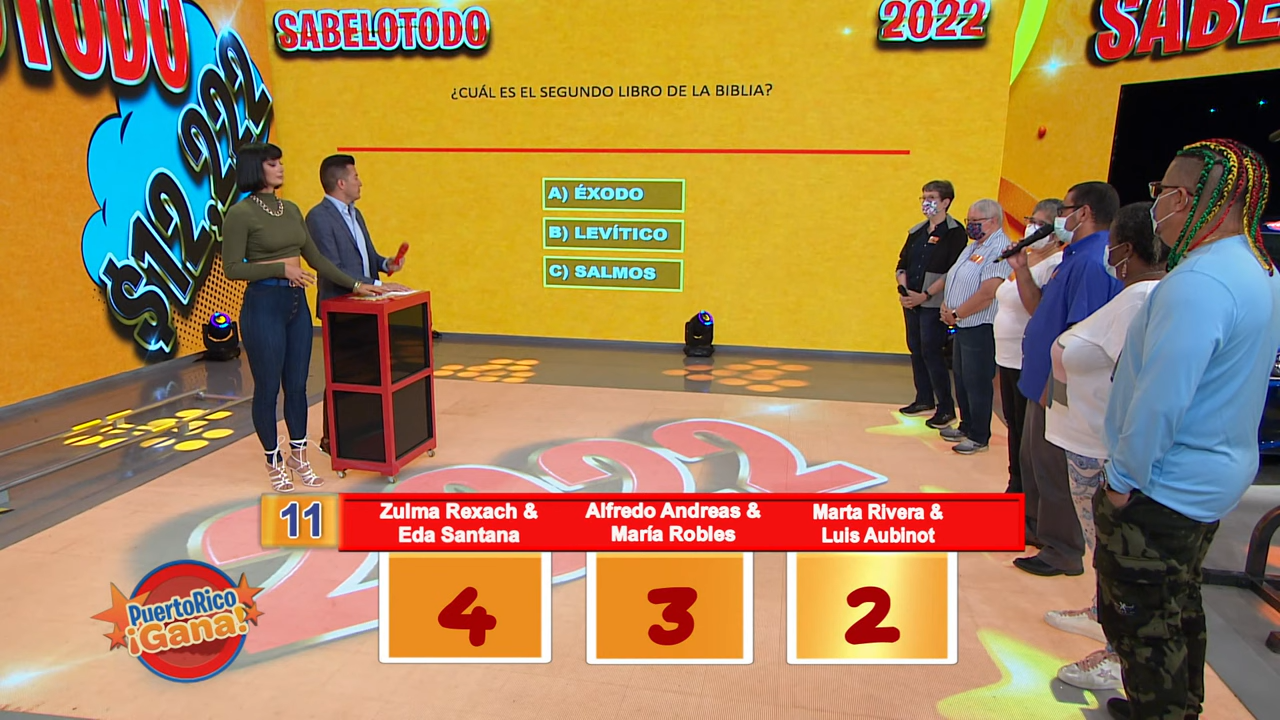 TODO
SABELOTODO
2022
SABE
$12,222
¿CUÁL ES EL SEGUNDO LIBRO DE LA BIBLIA?
A) ÉXODO
B) LEVÍTICO
C) SALMOS
2022
11
Zulma Rexach &
Eda Santana
Alfredo Andreas &
María Robles
Marta Rivera &
Luis Aubinot
4
3
2
PuertoRico
¡Gana!